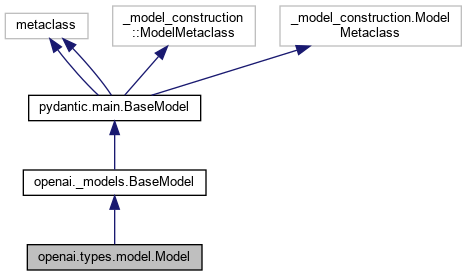 metaclass
_model_construction
::ModelMetaclass
_model_construction.Model
Metaclass
pydantic.main.BaseModel
openai._models.BaseModel
openai.types.model.Model